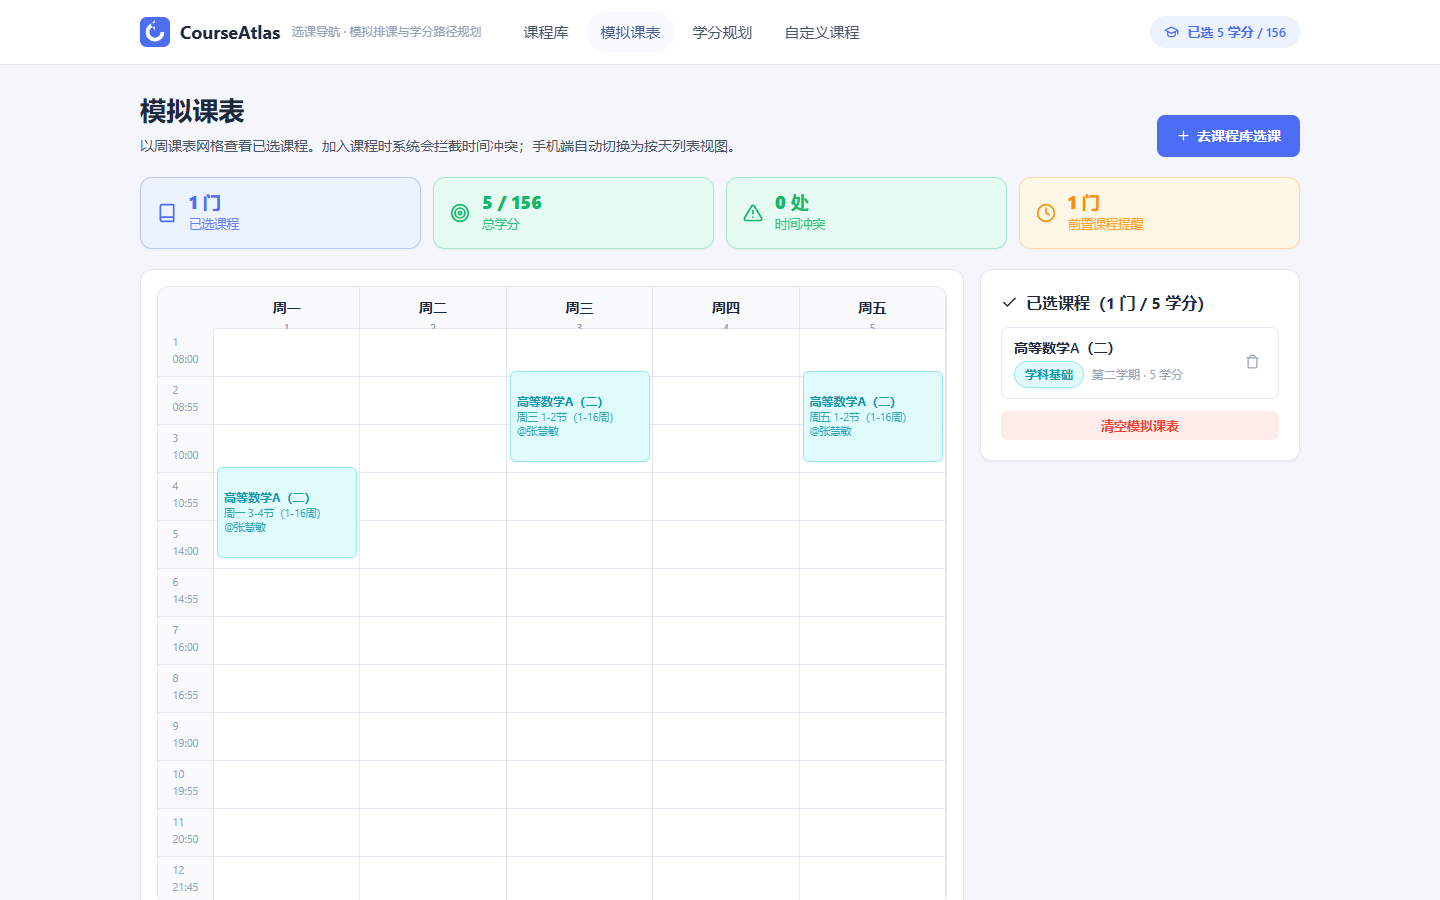 CourseAtlas 选课导航 · 模拟排课与学分路径规划 课程库 模拟课表 学分规划 自定义课程 已选 5 学分 / 156
模拟课表
以周课表网格查看已选课程。加入课程时系统会拦截时间冲突；手机端自动切换为按天列表视图。
+ 去课程库选课
1 门
已选课程
5 / 156
总学分
0 处
时间冲突
1 门
前置课程提醒
周一 周二 周三 周四 周五
1 2 3 4 5
1
08:00
2
08:55
3
10:00
4
10:55
5
14:00
6
14:55
7
16:00
8
16:55
9
19:00
10
19:55
11
20:50
12
21:45
高等数学A（二）
周一 3-4节（1-16周）
@张慧敏
高等数学A（二）
周三 1-2节（1-16周）
@张慧敏
高等数学A（二）
周五 1-2节（1-16周）
@张慧敏
已选课程（1 门 / 5 学分）
高等数学A（二）
学科基础 第二学期 · 5 学分
清空模拟课表